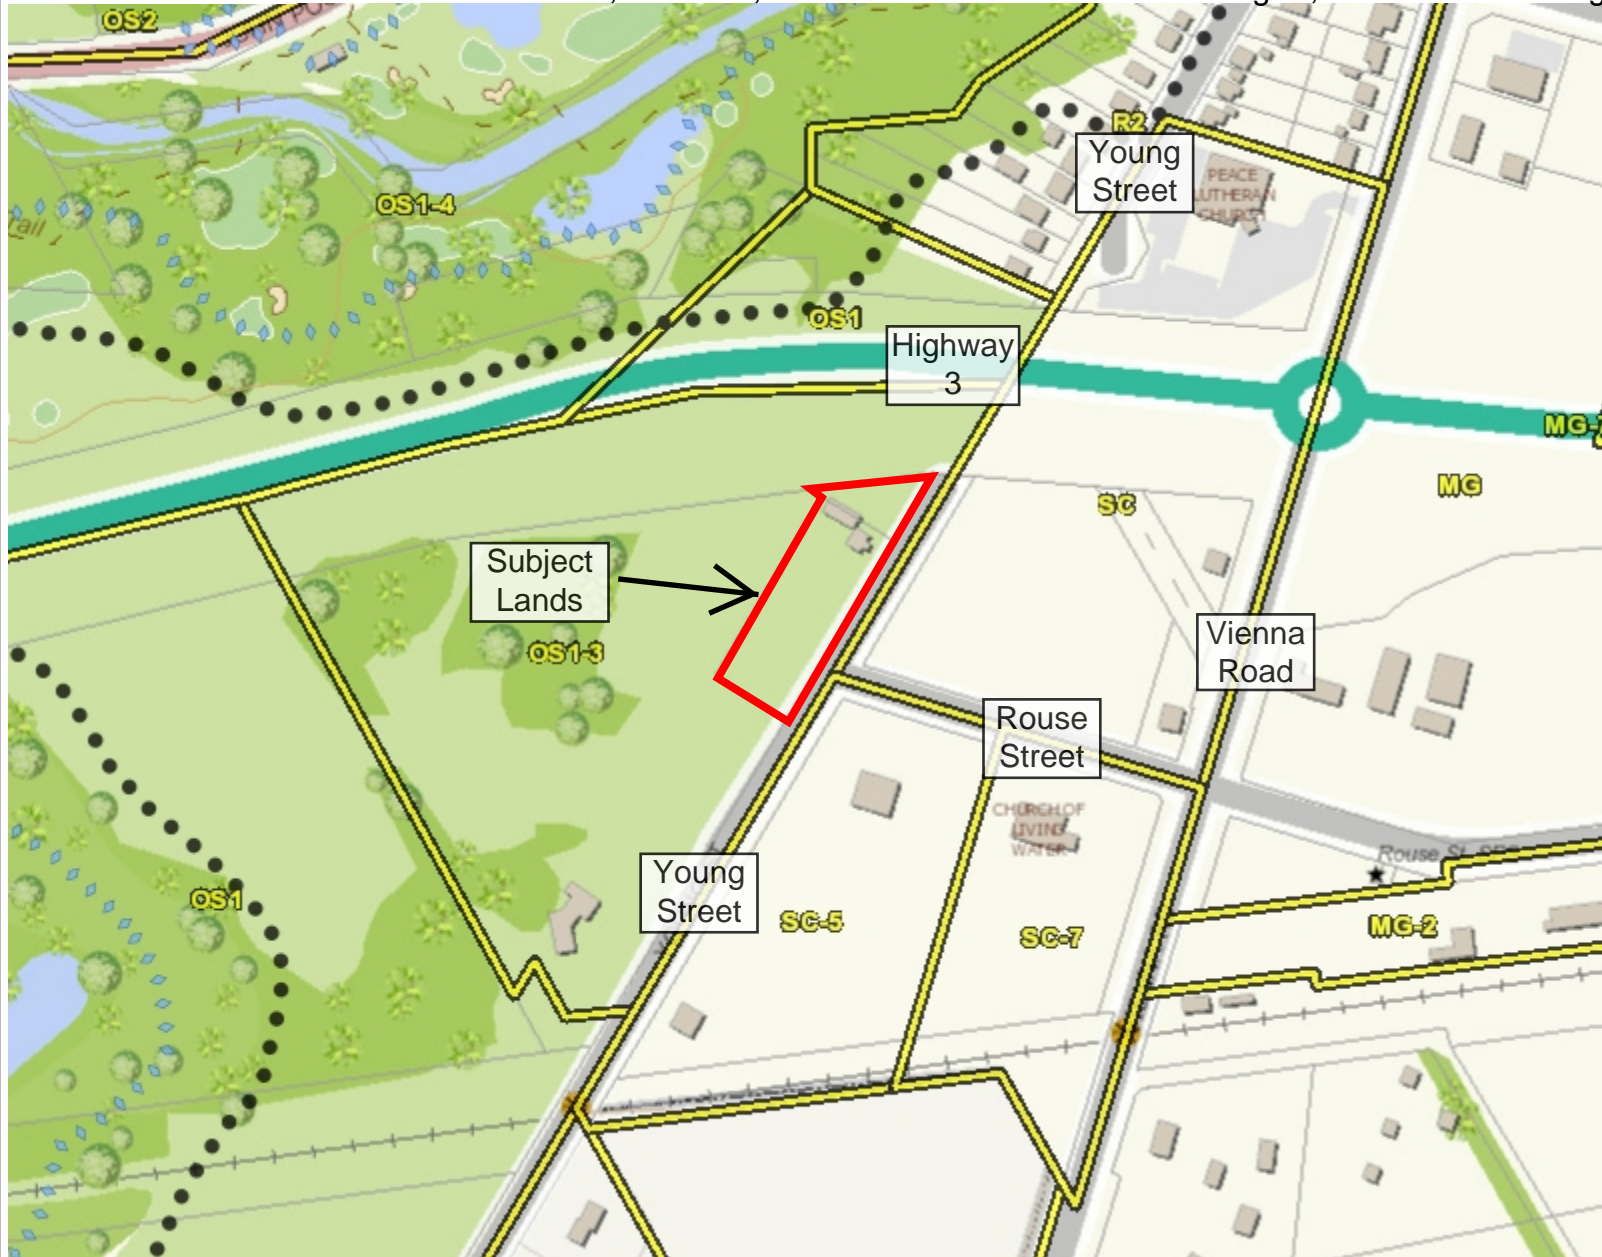 OS2
R2
Young
Street
PEACE
LUTHERAN
CHURCH
OS1-4
OS1
Highway
3
MG-
SC
MG
Subject
Lands
OS1-3
Vienna
Road
Rouse
Street
CHURCH OF
LIVING
WATER
Rouse St.
Young
Street
OS1
SC-5
SC-7
MG-2